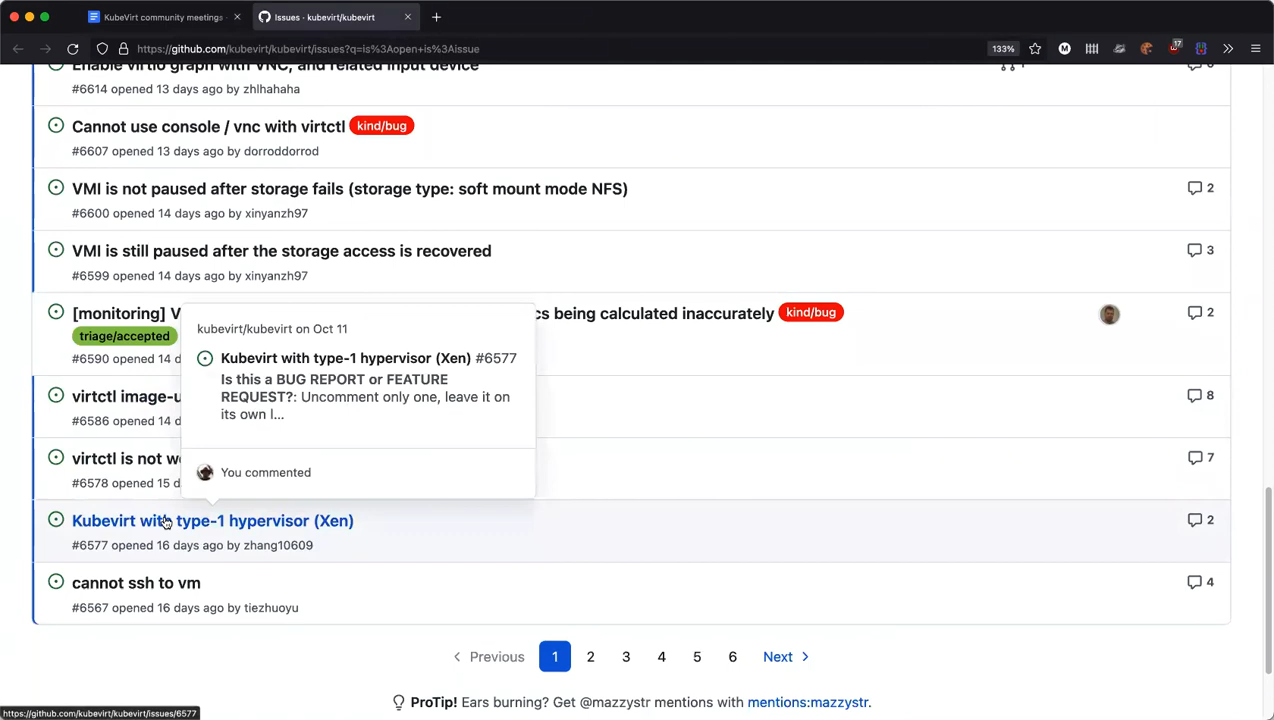 KubeVirt community meetings
Issues · kubevirt/kubevirt
https://github.com/kubevirt/kubevirt/issues?q=is%3Aopen+is%3Aissue
133%
17
Enable virtio graph with VNC, and related input device
#6614 opened 13 days ago by zhlhahaha
Cannot use console / vnc with virtctl kind/bug
#6607 opened 13 days ago by dorroddorrod
VMI is not paused after storage fails (storage type: soft mount mode NFS)
2
#6600 opened 14 days ago by xinyanzh97
VMI is still paused after the storage access is recovered
3
#6599 opened 14 days ago by xinyanzh97
[monitoring] V
cs being calculated inaccurately kind/bug
2
triage/accepted
#6590 opened 14 d
kubevirt/kubevirt on Oct 11
Kubevirt with type-1 hypervisor (Xen) #6577
Is this a BUG REPORT or FEATURE
REQUEST?: Uncomment only one, leave it on
its own l...
You commented
virtctl image-u
8
#6586 opened 14 d
virtctl is not w
7
#6578 opened 15 d
Kubevirt with type-1 hypervisor (Xen)
2
#6577 opened 16 days ago by zhang10609
cannot ssh to vm
4
#6567 opened 16 days ago by tiezhuoyu
Previous 1 2 3 4 5 6 Next
ProTip! Ears burning? Get @mazzystr mentions with mentions:mazzystr.
https://github.com/kubevirt/kubevirt/issues/6577